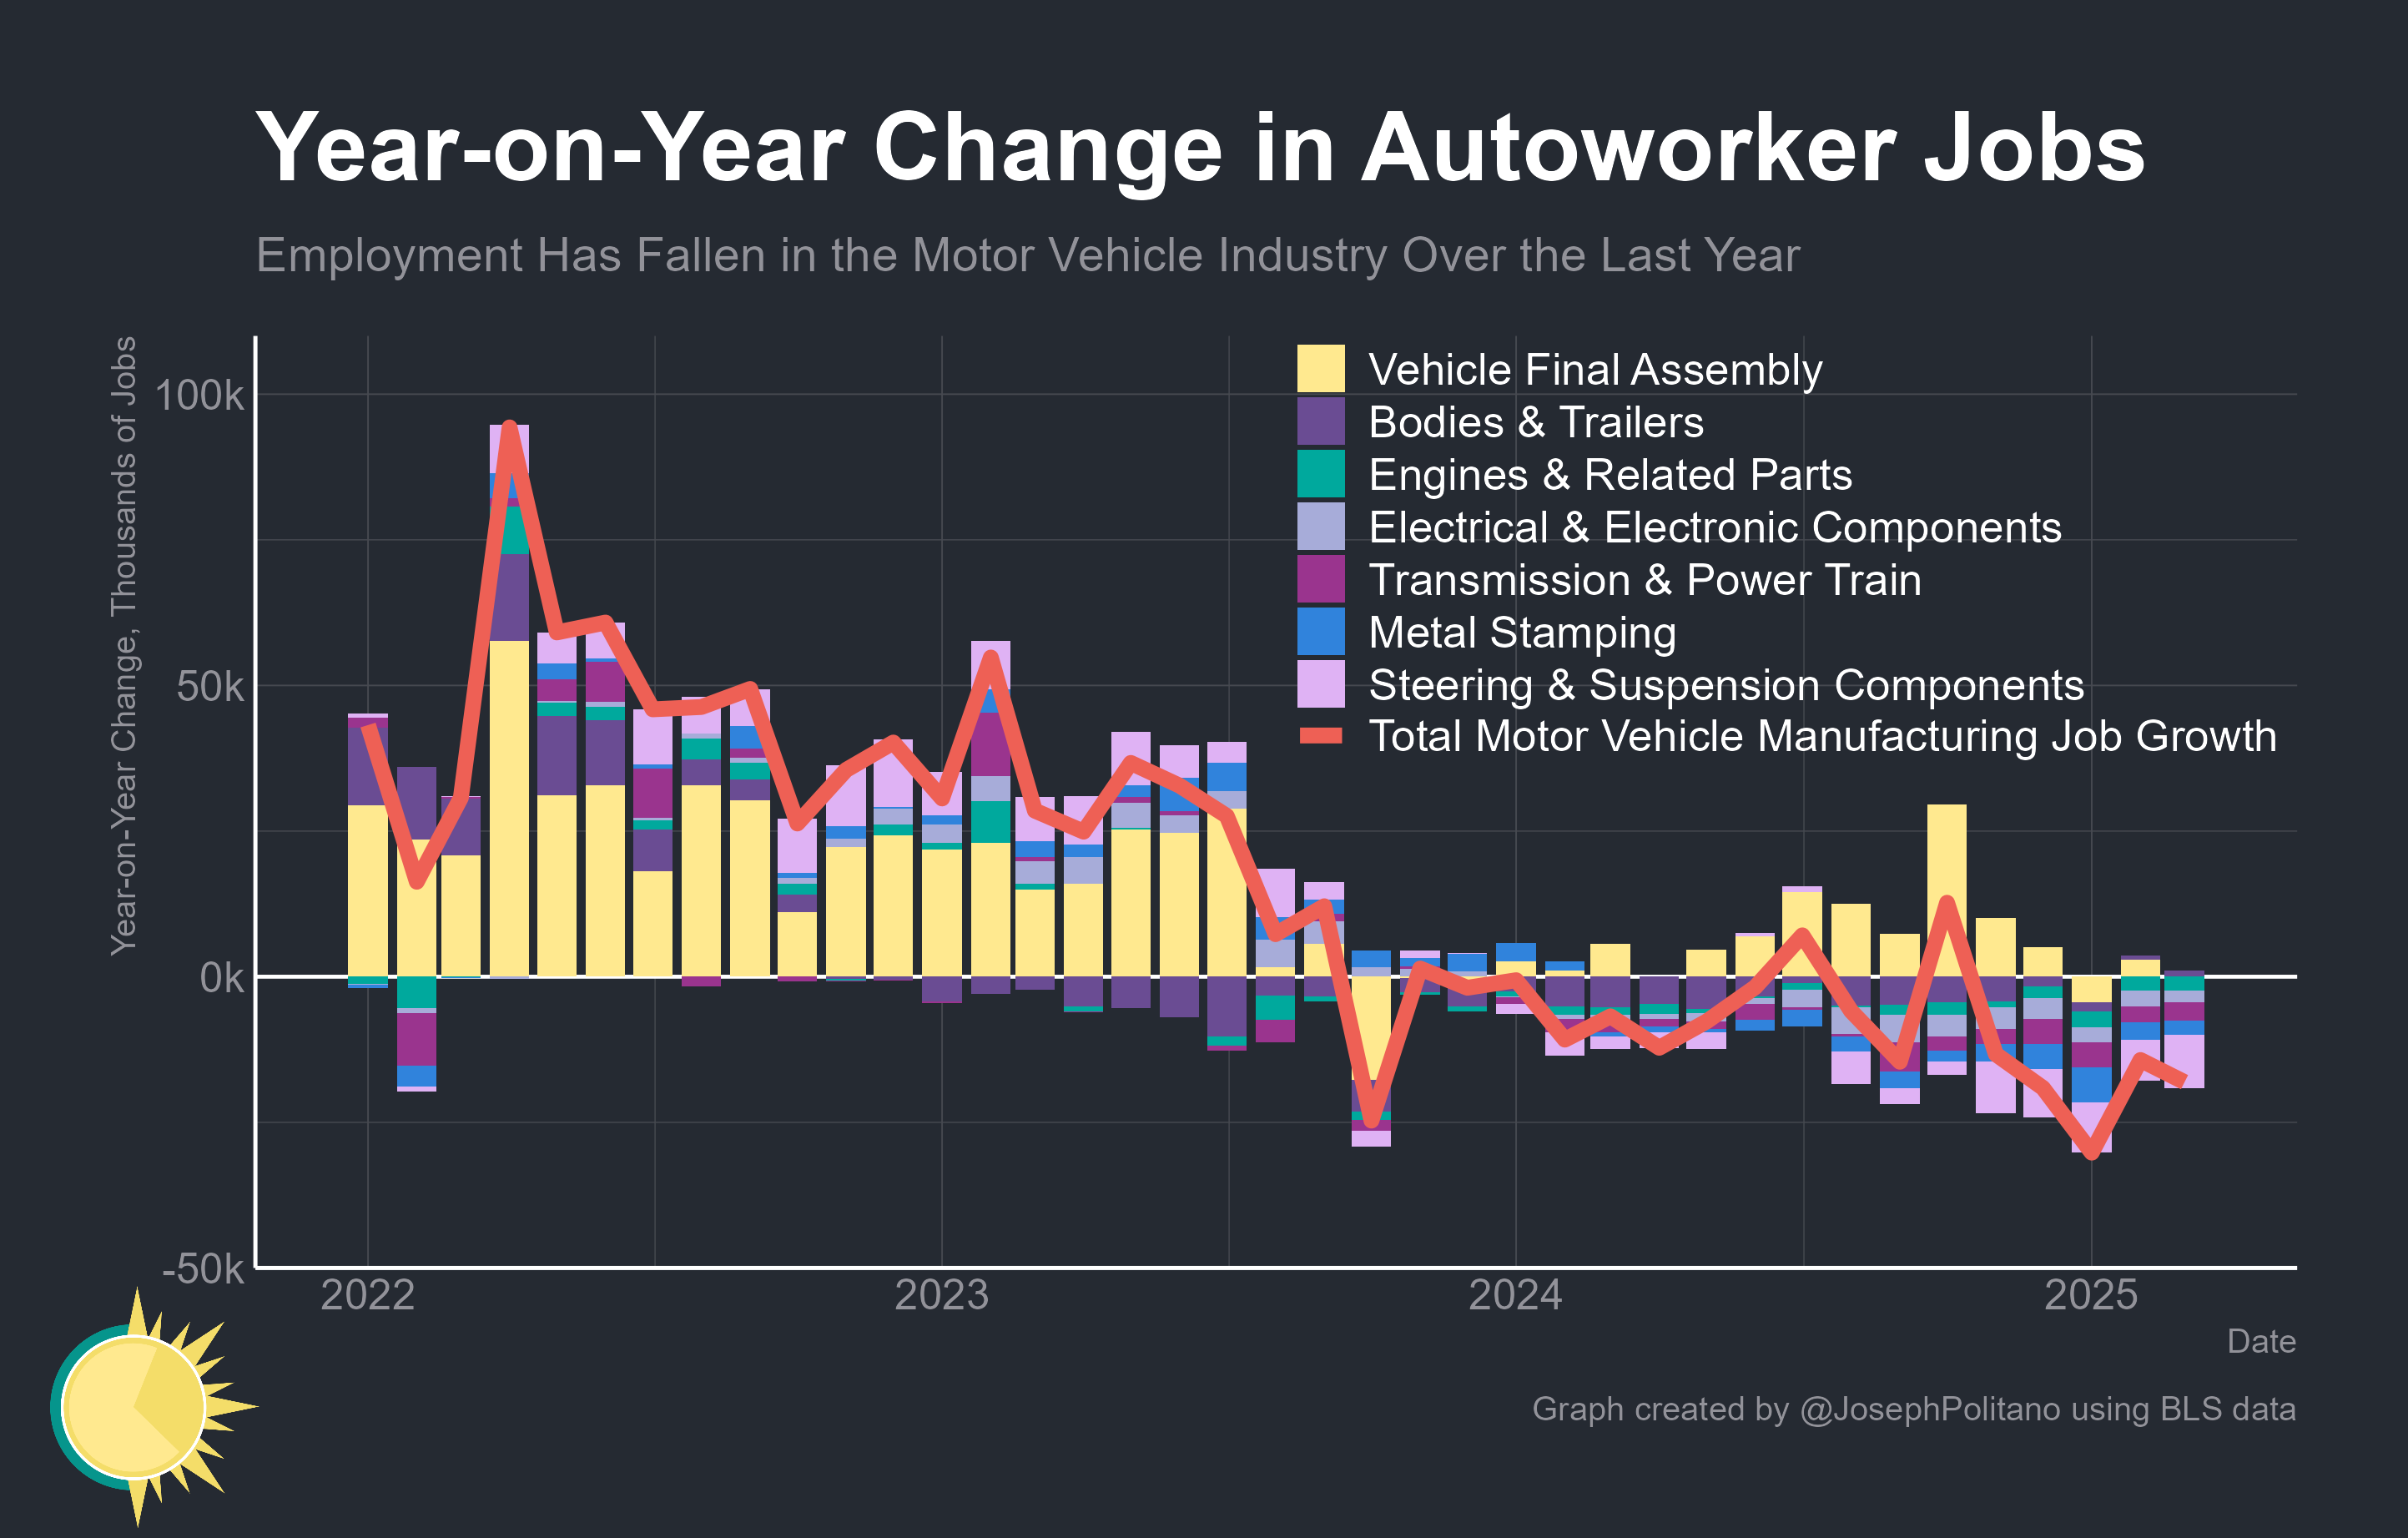 Year-on-Year Change in Autoworker Jobs
Employment Has Fallen in the Motor Vehicle Industry Over the Last Year
Year-on-Year Change, Thousands of Jobs
100k
50k
0k
-50k
Vehicle Final Assembly
Bodies & Trailers
Engines & Related Parts
Electrical & Electronic Components
Transmission & Power Train
Metal Stamping
Steering & Suspension Components
Total Motor Vehicle Manufacturing Job Growth
2022
2023
2024
2025
Date
Graph created by @JosephPolitano using BLS data